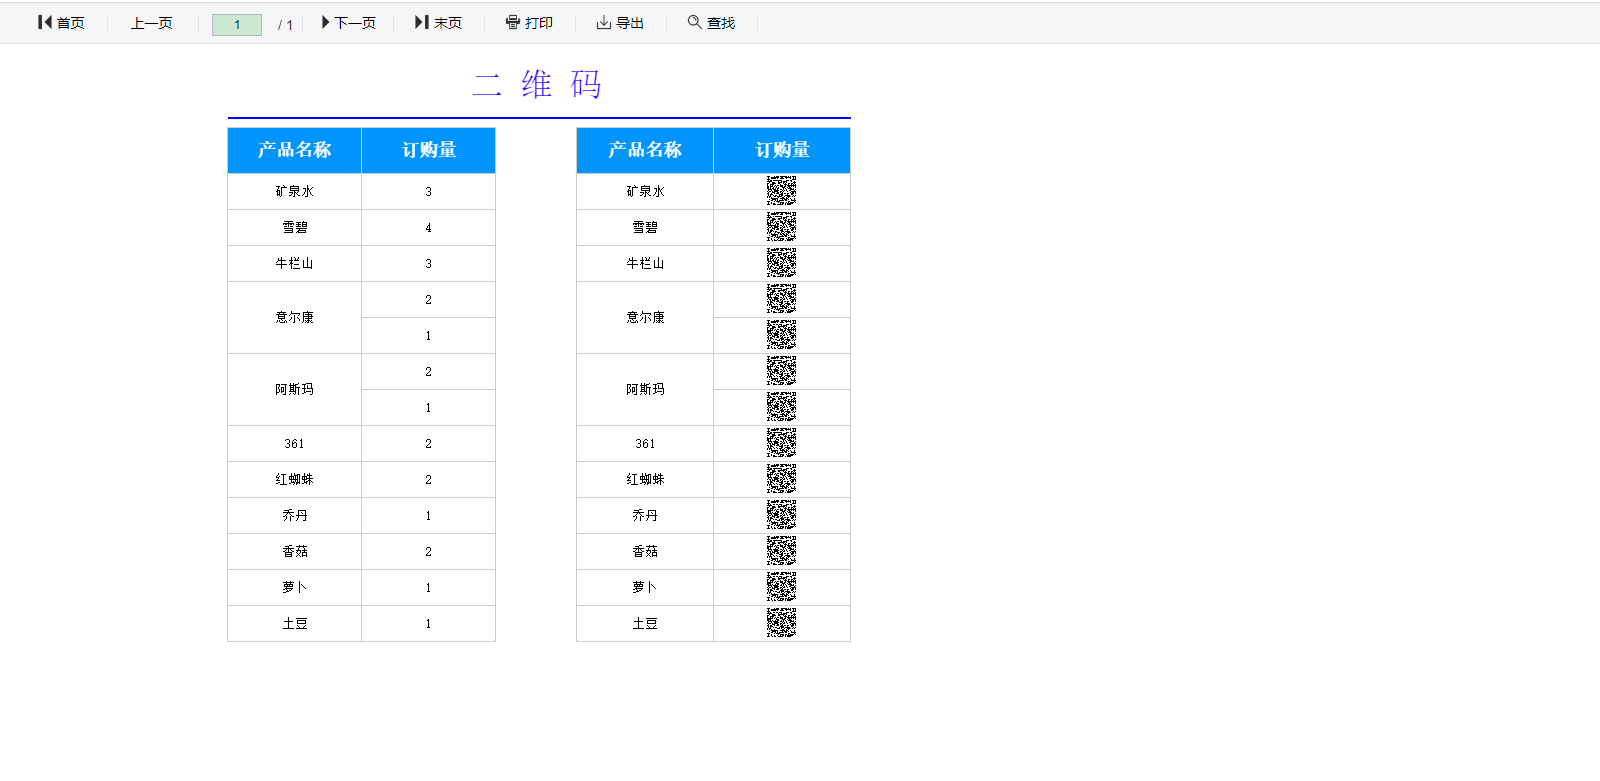 首页 上一页 1 / 1 下一页 末页 打印 导出 查找
二 维 码
产品名称 订购量 产品名称 订购量
矿泉水 3 矿泉水
雪碧 4 雪碧
牛栏山 3 牛栏山
意尔康 2 意尔康
1
阿斯玛 2 阿斯玛
1
361 2 361
红蜘蛛 2 红蜘蛛
乔丹 1 乔丹
香菇 2 香菇
萝卜 1 萝卜
土豆 1 土豆